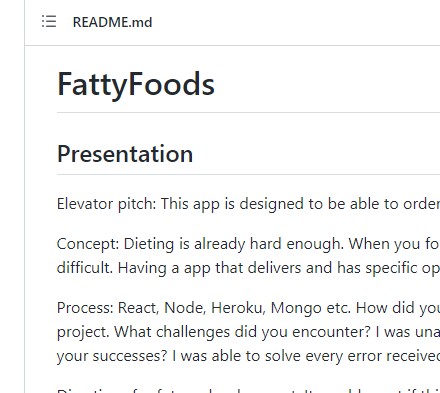 README.md
FattyFoods
Presentation
Elevator pitch: This app is designed to be able to order
Concept: Dieting is already hard enough. When you fo
difficult. Having a app that delivers and has specific op
Process: React, Node, Heroku, Mongo etc. How did you
project. What challenges did you encounter? I was una
your successes? I was able to solve every error received